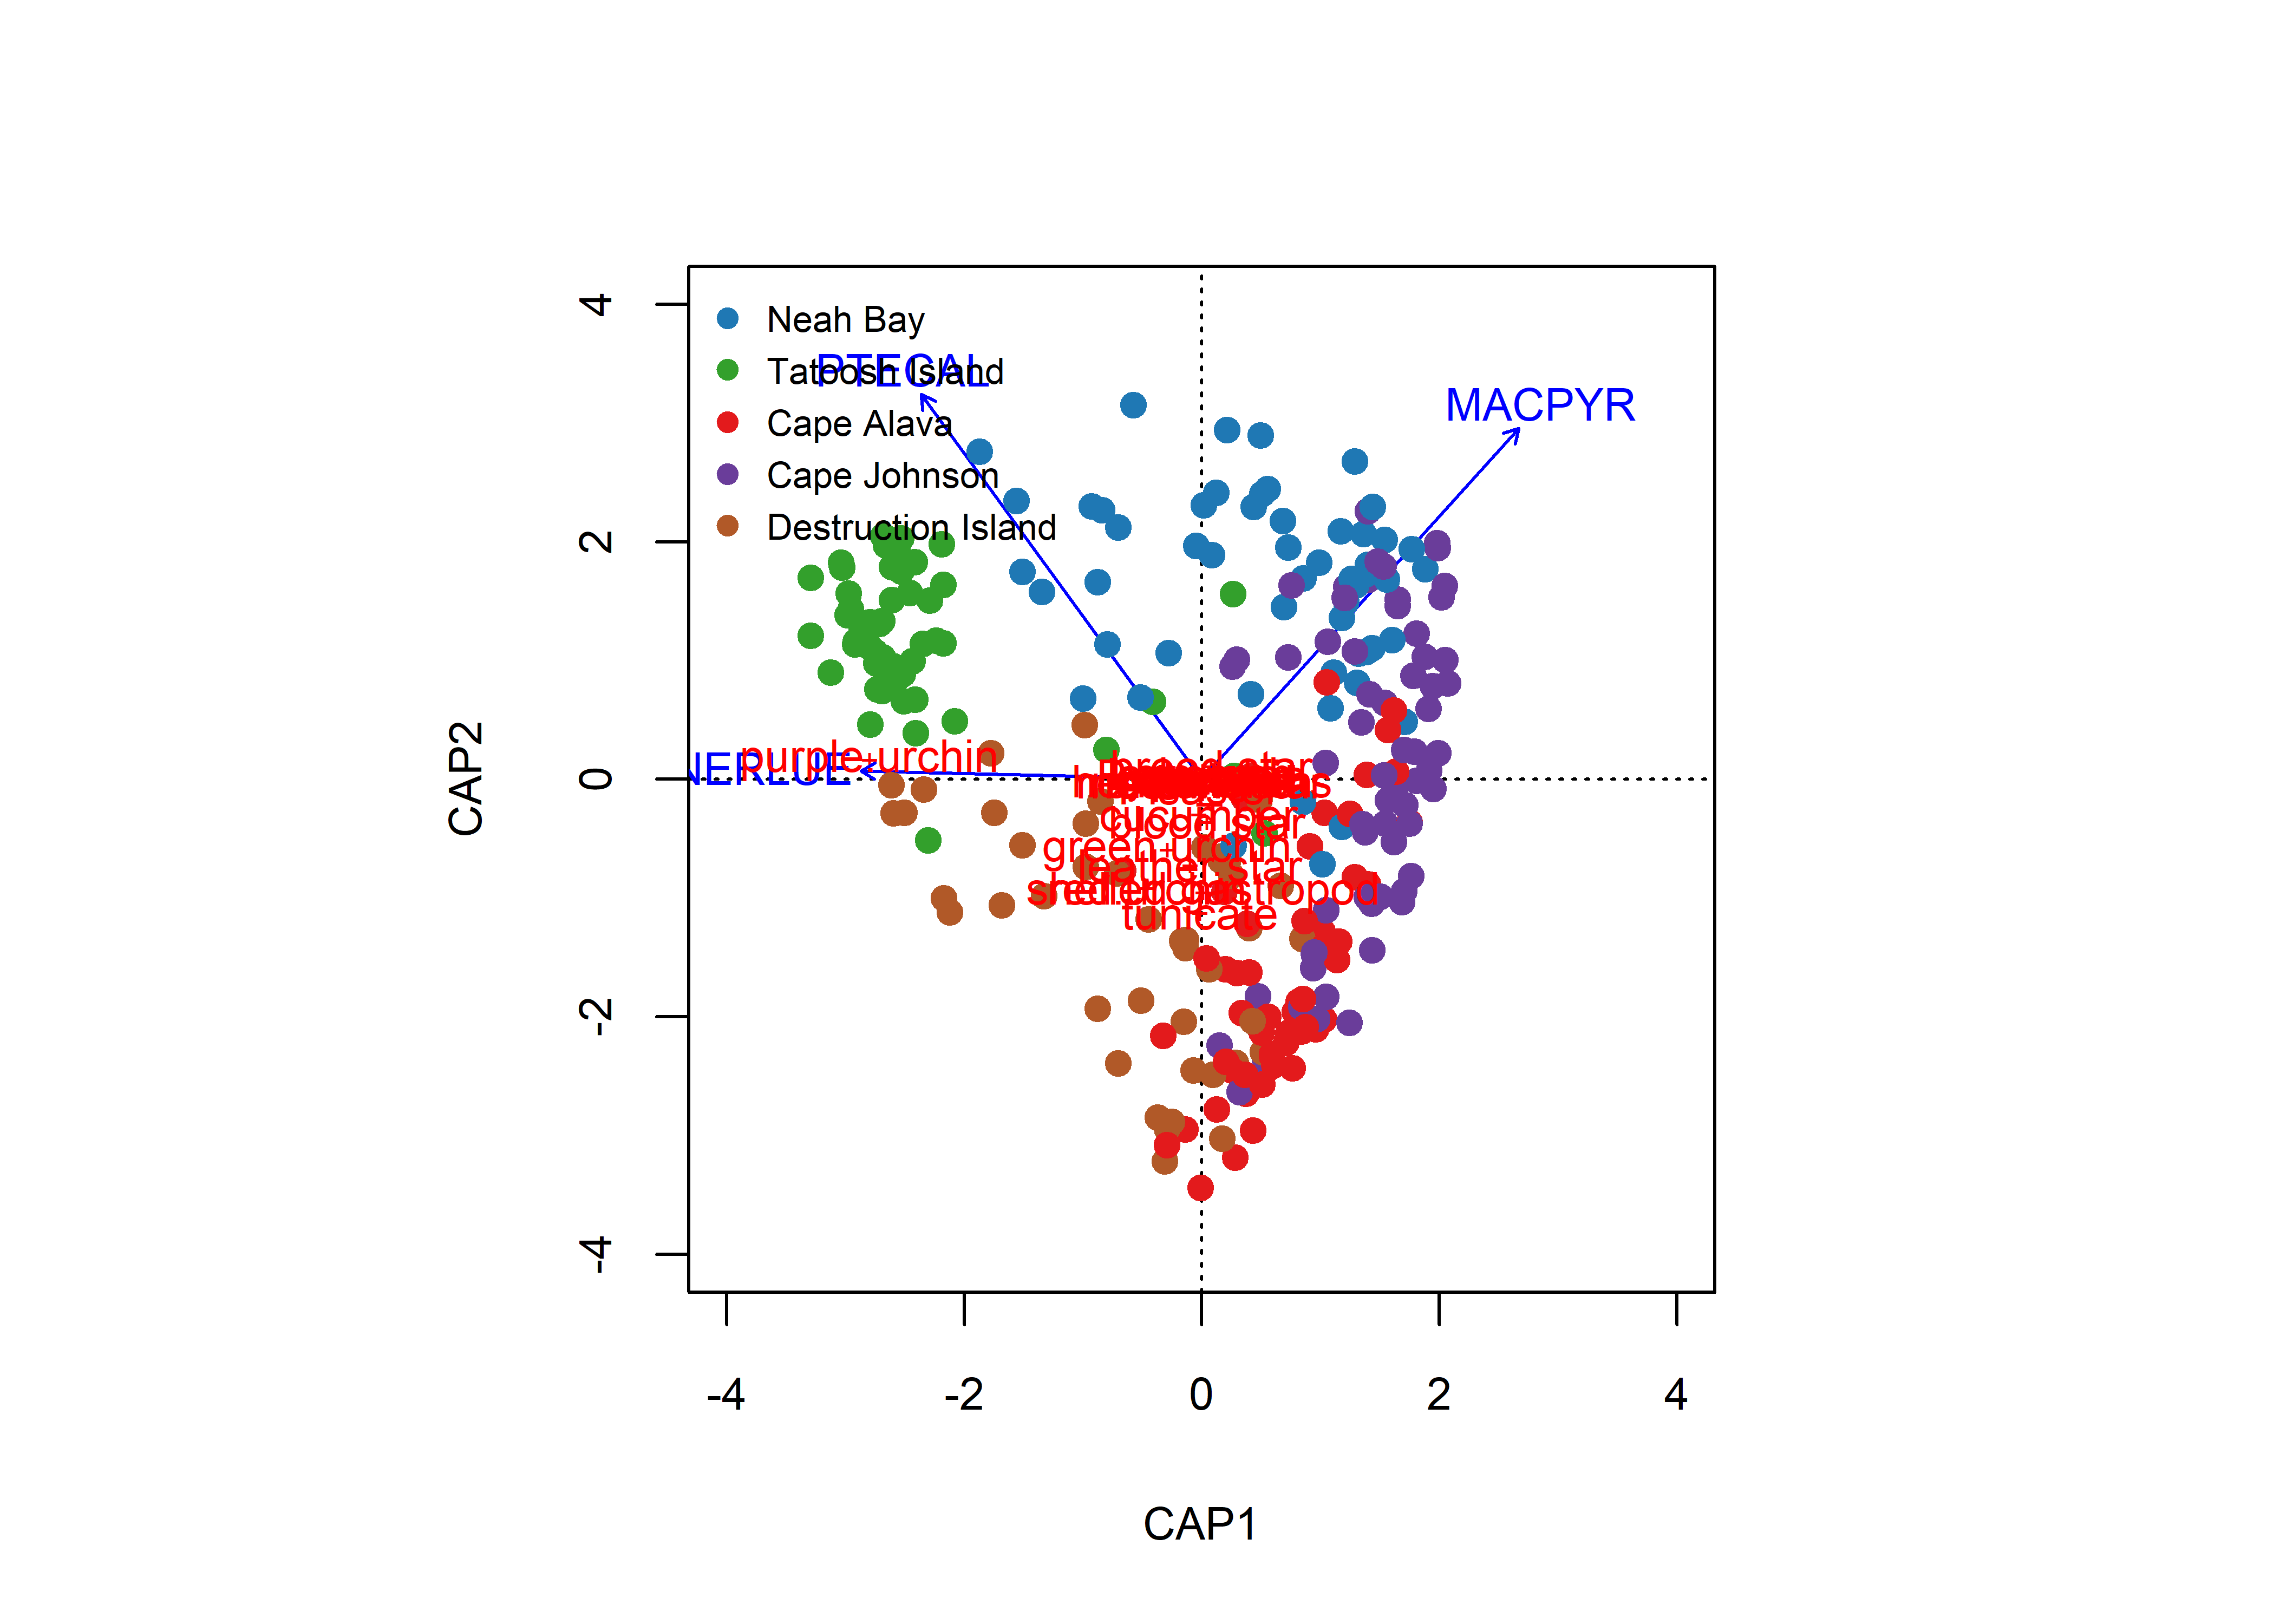 Neah Bay
PTECAL
Tatoosh Island
Cape Alava
Cape Johnson
Destruction Island
MACPYR
NERLUE
purple urchin
cucumber
blood star
green urchin
leather star
tunicate
CAP2
4
2
0
-2
-4
-4
-2
0
2
4
CAP1